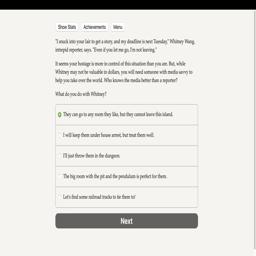 Show Stats Achievements Menu
"I snuck into your lair to get a story, and my deadline is next Tuesday," Whitney Wang,
intrepid reporter, says. "Even if you let me go, I'm not leaving."
It seems your hostage is more in control of this situation than you are. But, while
Whitney may not be valuable in dollars, you will need someone with media savvy to
help you take over the world. Who knows the media better than a reporter?
What do you do with Whitney?
They can go to any room they like, but they cannot leave this island.
I will keep them under house arrest, but treat them well.
I'll just throw them in the dungeon.
The big room with the pit and the pendulum is perfect for them.
Let's find some railroad tracks to tie them to!
Next